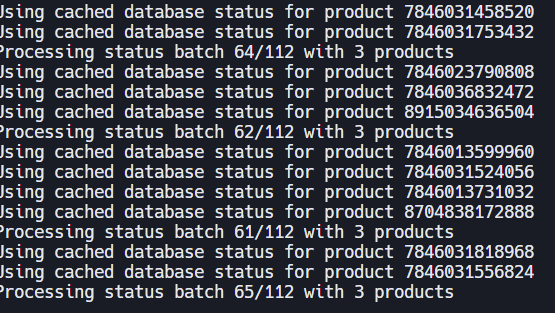 Using cached database status for product 7846031458520
Using cached database status for product 7846031753432
Processing status batch 64/112 with 3 products
Using cached database status for product 7846023790808
Using cached database status for product 7846036832472
Using cached database status for product 8915034636504
Processing status batch 62/112 with 3 products
Using cached database status for product 7846013599960
Using cached database status for product 7846031524056
Using cached database status for product 7846013731032
Using cached database status for product 8704838172888
Processing status batch 61/112 with 3 products
Using cached database status for product 7846031818968
Using cached database status for product 7846031556824
Processing status batch 65/112 with 3 products